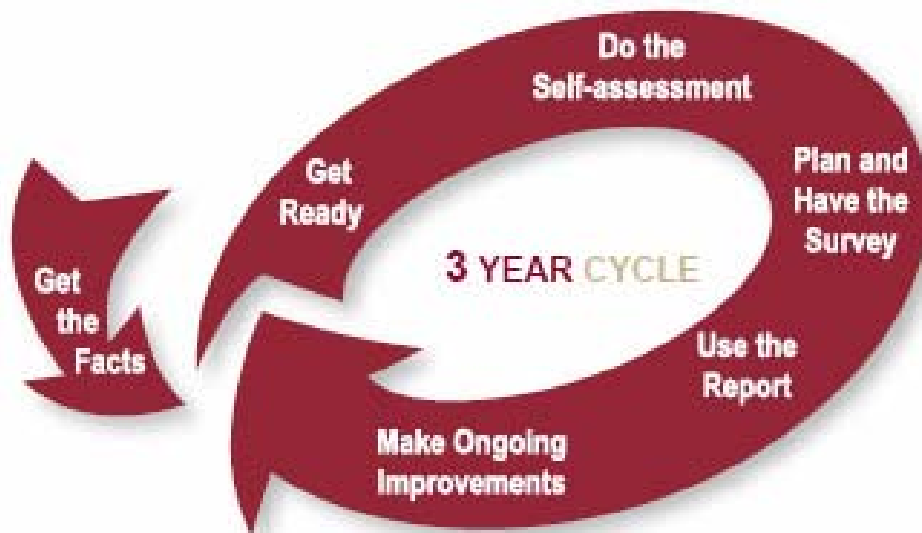 Get
the
Facts
Get
Ready
Do the
Self-assessment
Plan and
Have the
Survey
Use the
Report
Make Ongoing
Improvements
3 YEAR CYCLE